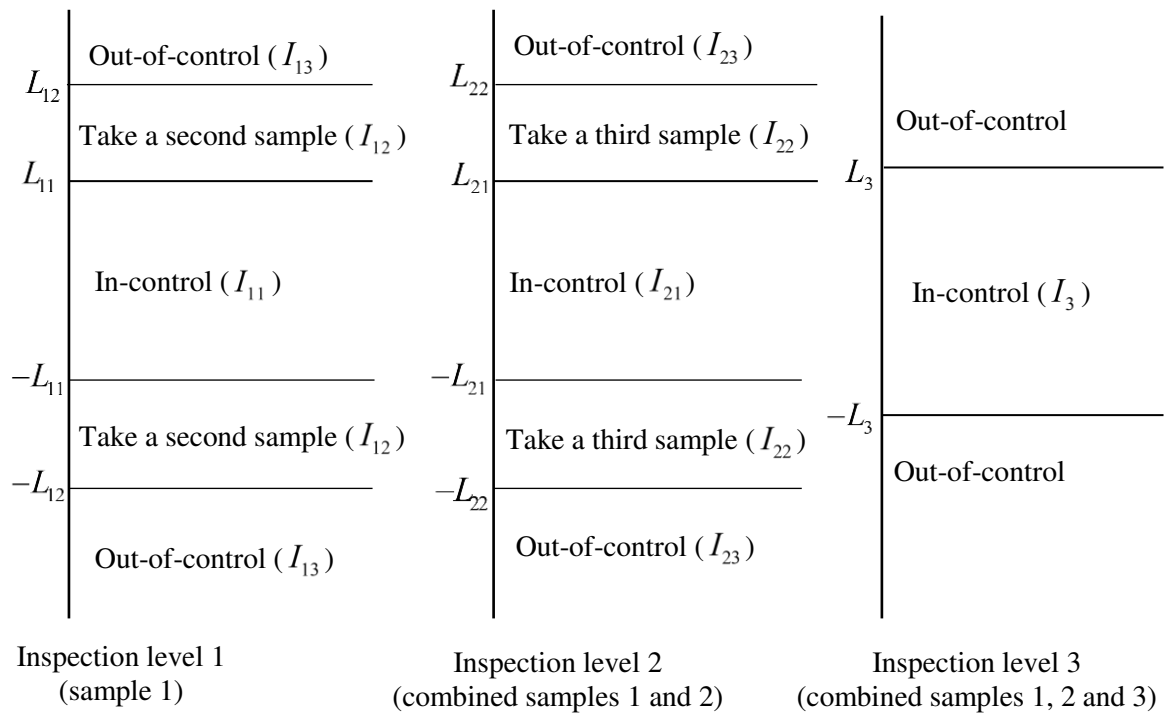 Out-of-control (I₁₃)
L₁₂
Take a second sample (I₁₂)
L₁₁
In-control (I₁₁)
−L₁₁
Take a second sample (I₁₂)
−L₁₂
Out-of-control (I₁₃)
Inspection level 1
(sample 1)
Out-of-control (I₂₃)
L₂₂
Take a third sample (I₂₂)
L₂₁
In-control (I₂₁)
−L₂₁
Take a third sample (I₂₂)
−L₂₂
Out-of-control (I₂₃)
Inspection level 2
(combined samples 1 and 2)
Out-of-control
L₃
In-control (I₃)
−L₃
Out-of-control
Inspection level 3
(combined samples 1, 2 and 3)